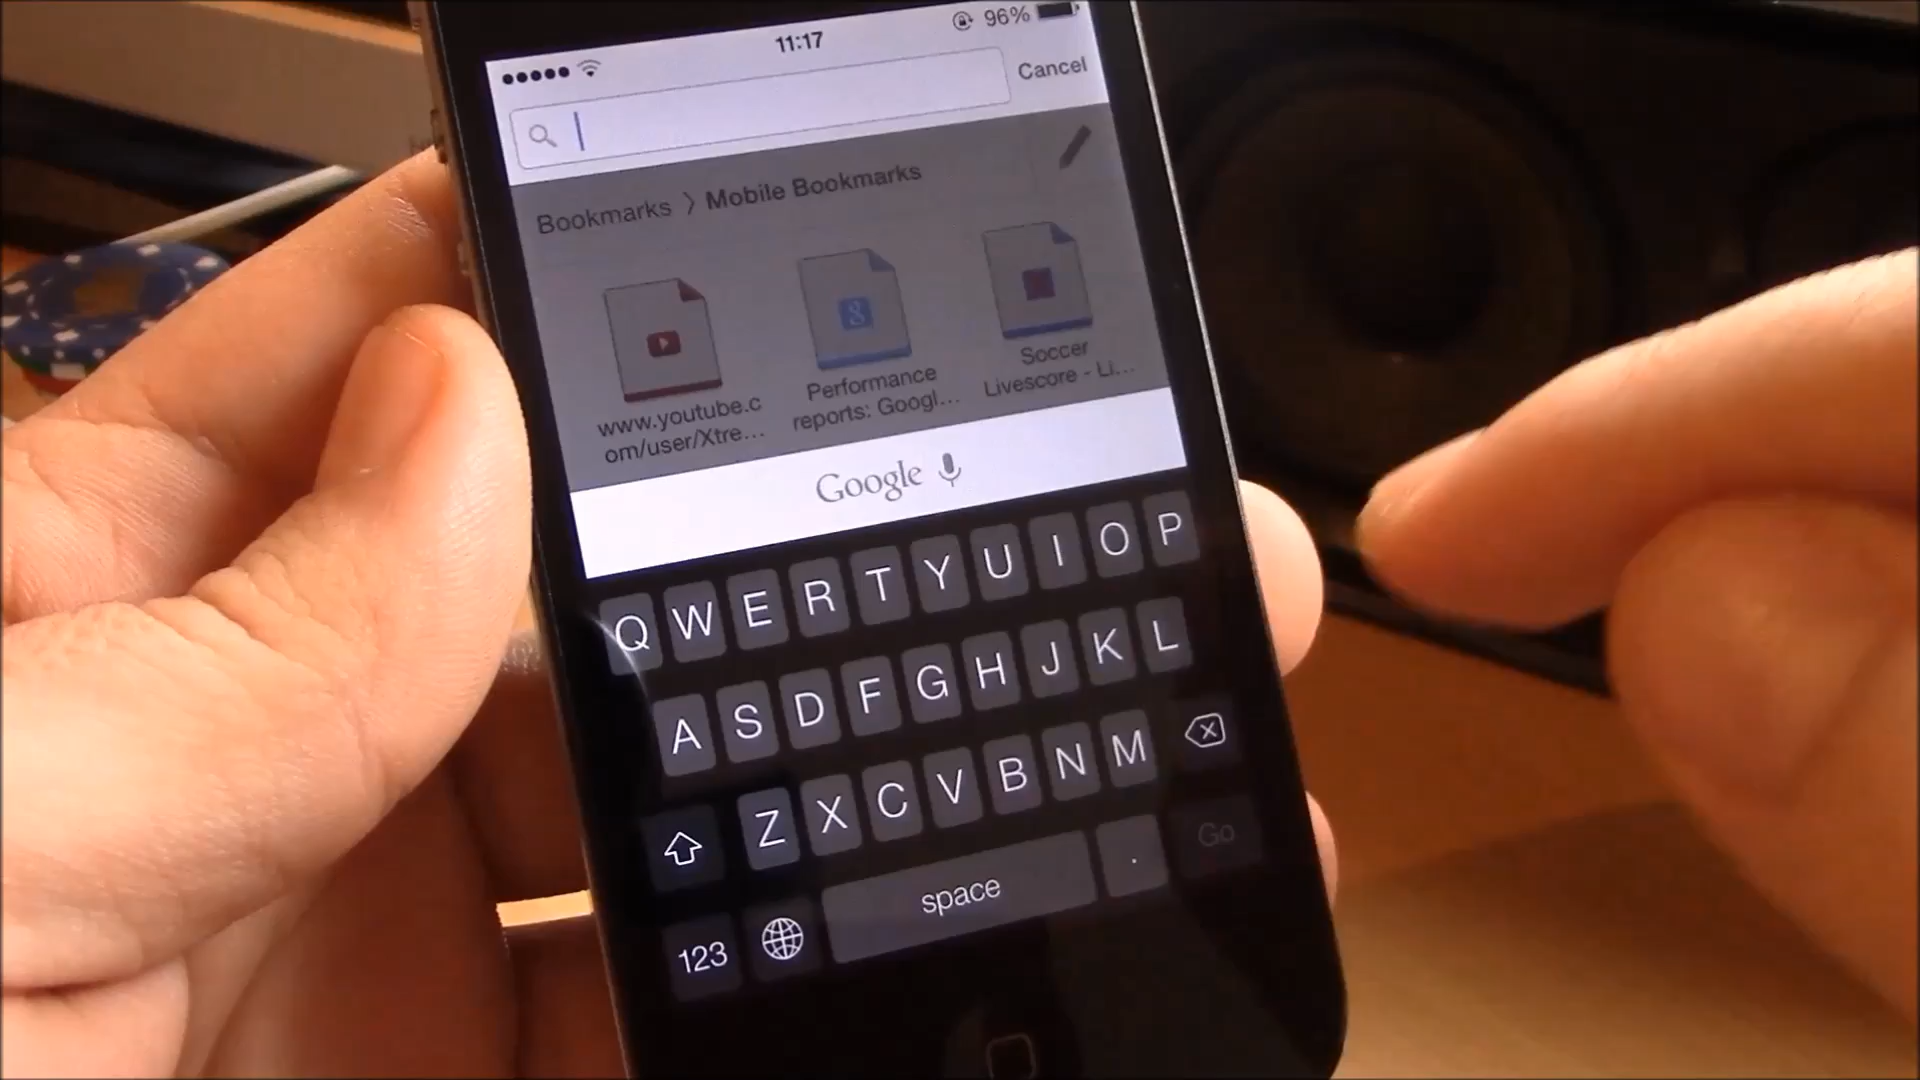 11:17
96%
Cancel
Bookmarks > Mobile Bookmarks
www.youtube.c
om/user/Xtre...
Performance
reports: Googl...
Soccer
Livescore - Li...
Google
Q W E R T Y U I O P
A S D F G H J K L
Z X C V B N M
123
space
.
Go